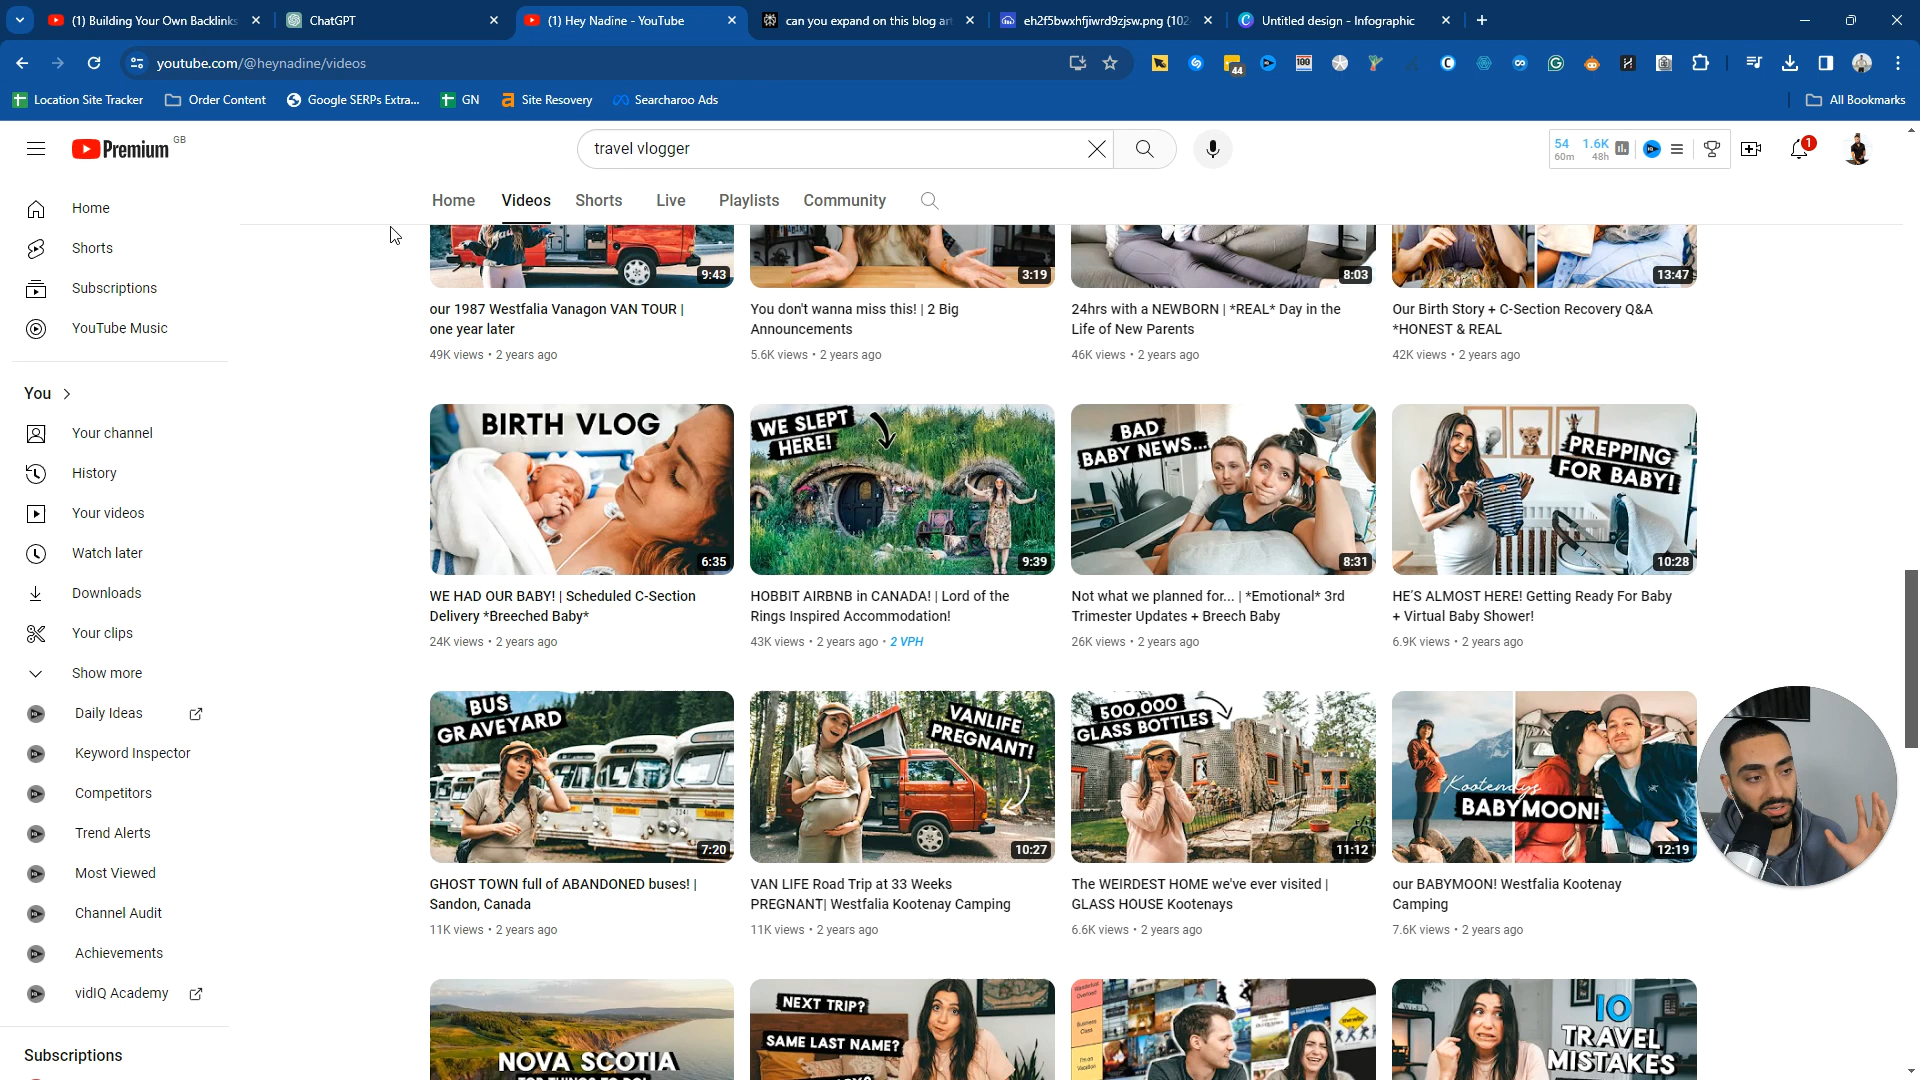 (1) Building Your Own Backlinks
ChatGPT
(1) Hey Nadine - YouTube
can you expand on this blog art
eh2f5bwxhfjiwrd9zjsw.png (102
Untitled design - Infographic
youtube.com/@heynadine/videos
44
100
Location Site Tracker
Order Content
Google SERPs Extra...
GN
Site Recovery
Searcharoo Ads
All Bookmarks
Premium
GB
travel vlogger
54
60m
1.6K
48h
1
Home
Videos
Shorts
Live
Playlists
Community
Home
Shorts
Subscriptions
YouTube Music
You
Your channel
History
Your videos
Watch later
Downloads
Your clips
Show more
Daily Ideas
Keyword Inspector
Competitors
Trend Alerts
Most Viewed
Channel Audit
Achievements
vidIQ Academy
Subscriptions
9:43
3:19
8:03
13:47
our 1987 Westfalia Vanagon VAN TOUR |
one year later
49K views • 2 years ago
You don't wanna miss this! | 2 Big
Announcements
5.6K views • 2 years ago
24hrs with a NEWBORN | *REAL* Day in the
Life of New Parents
46K views • 2 years ago
Our Birth Story + C-Section Recovery Q&A
*HONEST & REAL
42K views • 2 years ago
BIRTH VLOG
6:35
WE SLEPT
HERE!
9:39
BAD
BABY NEWS...
8:31
PREPPING
FOR BABY!
10:28
WE HAD OUR BABY! | Scheduled C-Section
Delivery *Breeched Baby*
24K views • 2 years ago
HOBBIT AIRBNB in CANADA! | Lord of the
Rings Inspired Accommodation!
43K views • 2 years ago • 2 VPH
Not what we planned for... | *Emotional* 3rd
Trimester Updates + Breech Baby
26K views • 2 years ago
HE'S ALMOST HERE! Getting Ready For Baby
+ Virtual Baby Shower!
6.9K views • 2 years ago
BUS
GRAVEYARD
7:20
VANLIFE
PREGNANT!
10:27
500,000
GLASS BOTTLES
11:12
Kootenays
BABYMOON!
12:19
GHOST TOWN full of ABANDONED buses! |
Sandon, Canada
11K views • 2 years ago
VAN LIFE Road Trip at 33 Weeks
PREGNANT| Westfalia Kootenay Camping
11K views • 2 years ago
The WEIRDEST HOME we've ever visited |
GLASS HOUSE Kootenays
6.6K views • 2 years ago
our BABYMOON! Westfalia Kootenay
Camping
7.6K views • 2 years ago
NOVA SCOTIA
NEXT TRIP?
SAME LAST NAME?
Business
Class
10
TRAVEL
MISTAKES